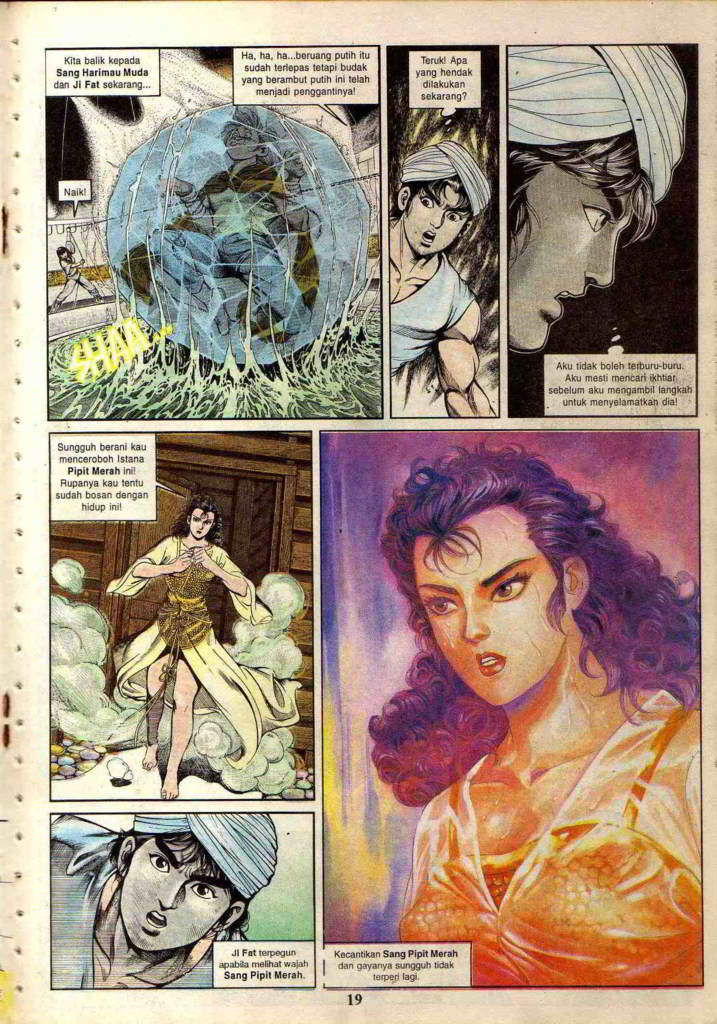 Kita balik kepada
Sang Harimau Muda
dan Ji Fat sekarang...
Ha, ha, ha...beruang putih itu
sudah terlepas tetapi budak
yang berambut putih ini telah
menjadi penggantinya!
Naik!
SHAA...
Teruk! Apa
yang hendak
dilakukan
sekarang?
Aku tidak boleh terburu-buru.
Aku mesti mencari ikhtiar
sebelum aku mengambil langkah
untuk menyelamatkan dia!
Sungguh berani kau
menceroboh Istana
Pipit Merah ini!
Rupanya kau tentu
sudah bosan dengan
hidup ini!
Ji Fat terpegun
apabila melihat wajah
Sang Pipit Merah.
Kecantikan Sang Pipit Merah
dan gayanya sungguh tidak
terperi lagi.
19